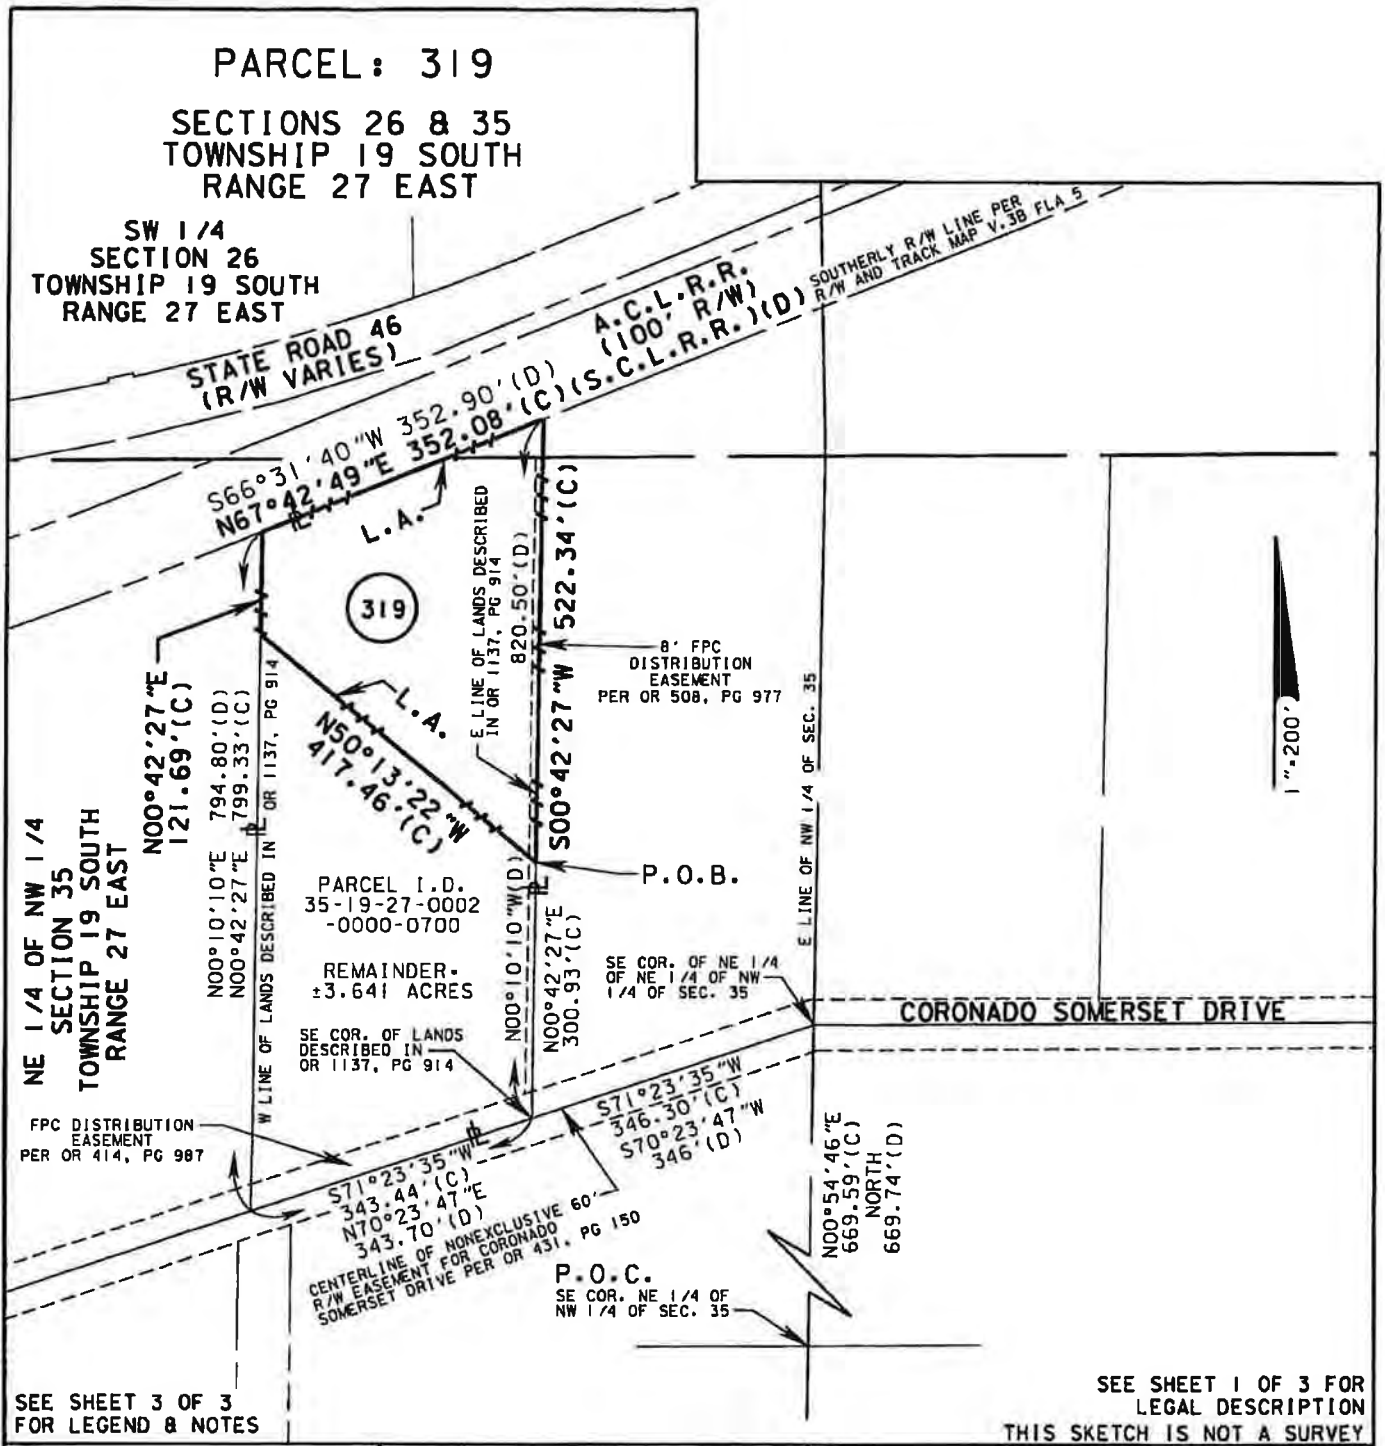 PARCEL: 319
SECTIONS 26 & 35
TOWNSHIP 19 SOUTH
RANGE 27 EAST
SW 1/4
SECTION 26
TOWNSHIP 19 SOUTH
RANGE 27 EAST
STATE ROAD 46
(R/W VARIES)
A.C.L.R.R.
(100' R/W)
(S.C.L.R.R.)(D)
SOUTHERLY R/W LINE PER
R/W AND TRACK MAP V.3B FLA 5
S66°31'40"W 352.90'(D)
N67°42'49"E 352.08'(C)
L.A.
319
E LINE OF LANDS DESCRIBED
IN OR 1137, PG 914
820.50'(D)
S00°42'27"W 522.34'(C)
8' FPC
DISTRIBUTION
EASEMENT
PER OR 508, PG 977
E LINE OF NW 1/4 OF SEC. 35
1"=200'
N00°42'27"E
121.69'(C)
L.A.
N50°13'22"W
417.46'(C)
NE 1/4 OF NW 1/4
SECTION 35
TOWNSHIP 19 SOUTH
RANGE 27 EAST
N00°10'10"E 794.80'(D)
N00°42'27"E 799.33'(C)
W LINE OF LANDS DESCRIBED IN OR 1137, PG 914
PARCEL I.D.
35-19-27-0002
-0000-0700
REMAINDER=
±3.641 ACRES
P.O.B.
N00°10'10"W(D)
N00°42'27"E
300.93'(C)
SE COR. OF NE 1/4
OF NE 1/4 OF NW
1/4 OF SEC. 35
CORONADO SOMERSET DRIVE
SE COR. OF LANDS
DESCRIBED IN
OR 1137, PG 914
FPC DISTRIBUTION
EASEMENT
PER OR 414, PG 987
S71°23'35"W
346.30'(C)
S70°23'47"W
346'(D)
S71°23'35"W
343.44'(C)
N70°23'47"E
343.70'(D)
CENTERLINE OF NONEXCLUSIVE 60'
R/W EASEMENT FOR CORONADO
SOMERSET DRIVE PER OR 431, PG 150
N00°54'46"E
669.59'(C)
NORTH
669.74'(D)
P.O.C.
SE COR. NE 1/4 OF
NW 1/4 OF SEC. 35
SEE SHEET 3 OF 3
FOR LEGEND & NOTES
SEE SHEET 1 OF 3 FOR
LEGAL DESCRIPTION
THIS SKETCH IS NOT A SURVEY